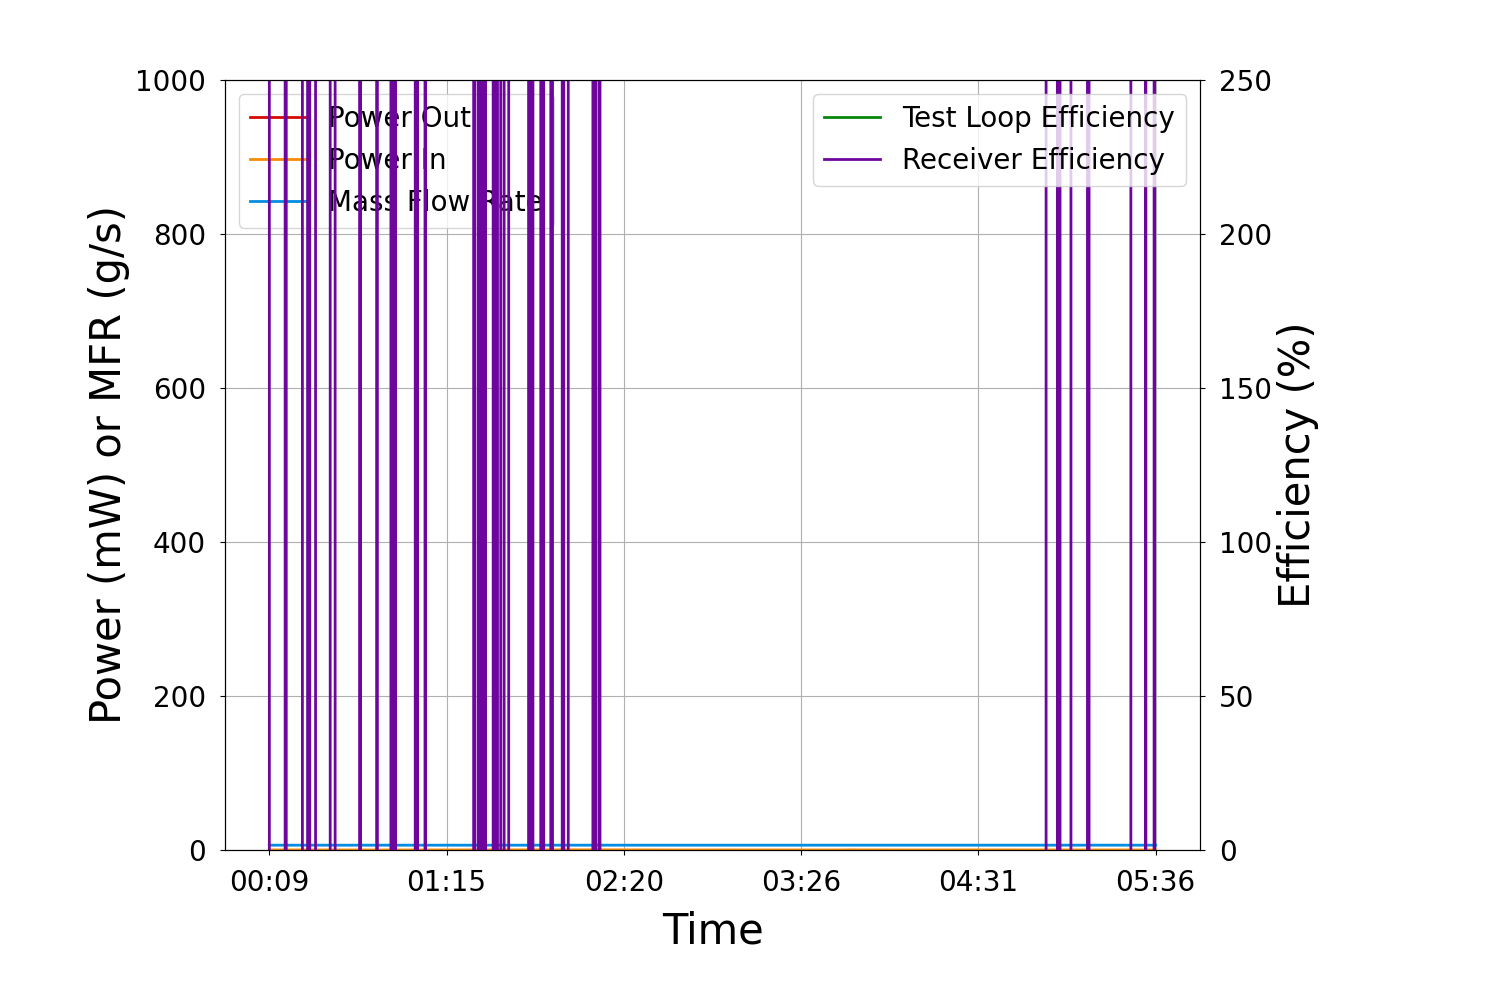 Power (mW) or MFR (g/s)
1000
800
600
400
200
0
Power Out
Power In
Mass Flow Rate
Test Loop Efficiency
Receiver Efficiency
250
200
150
100
50
0
Efficiency (%)
00:09 01:15 02:20 03:26 04:31 05:36
Time